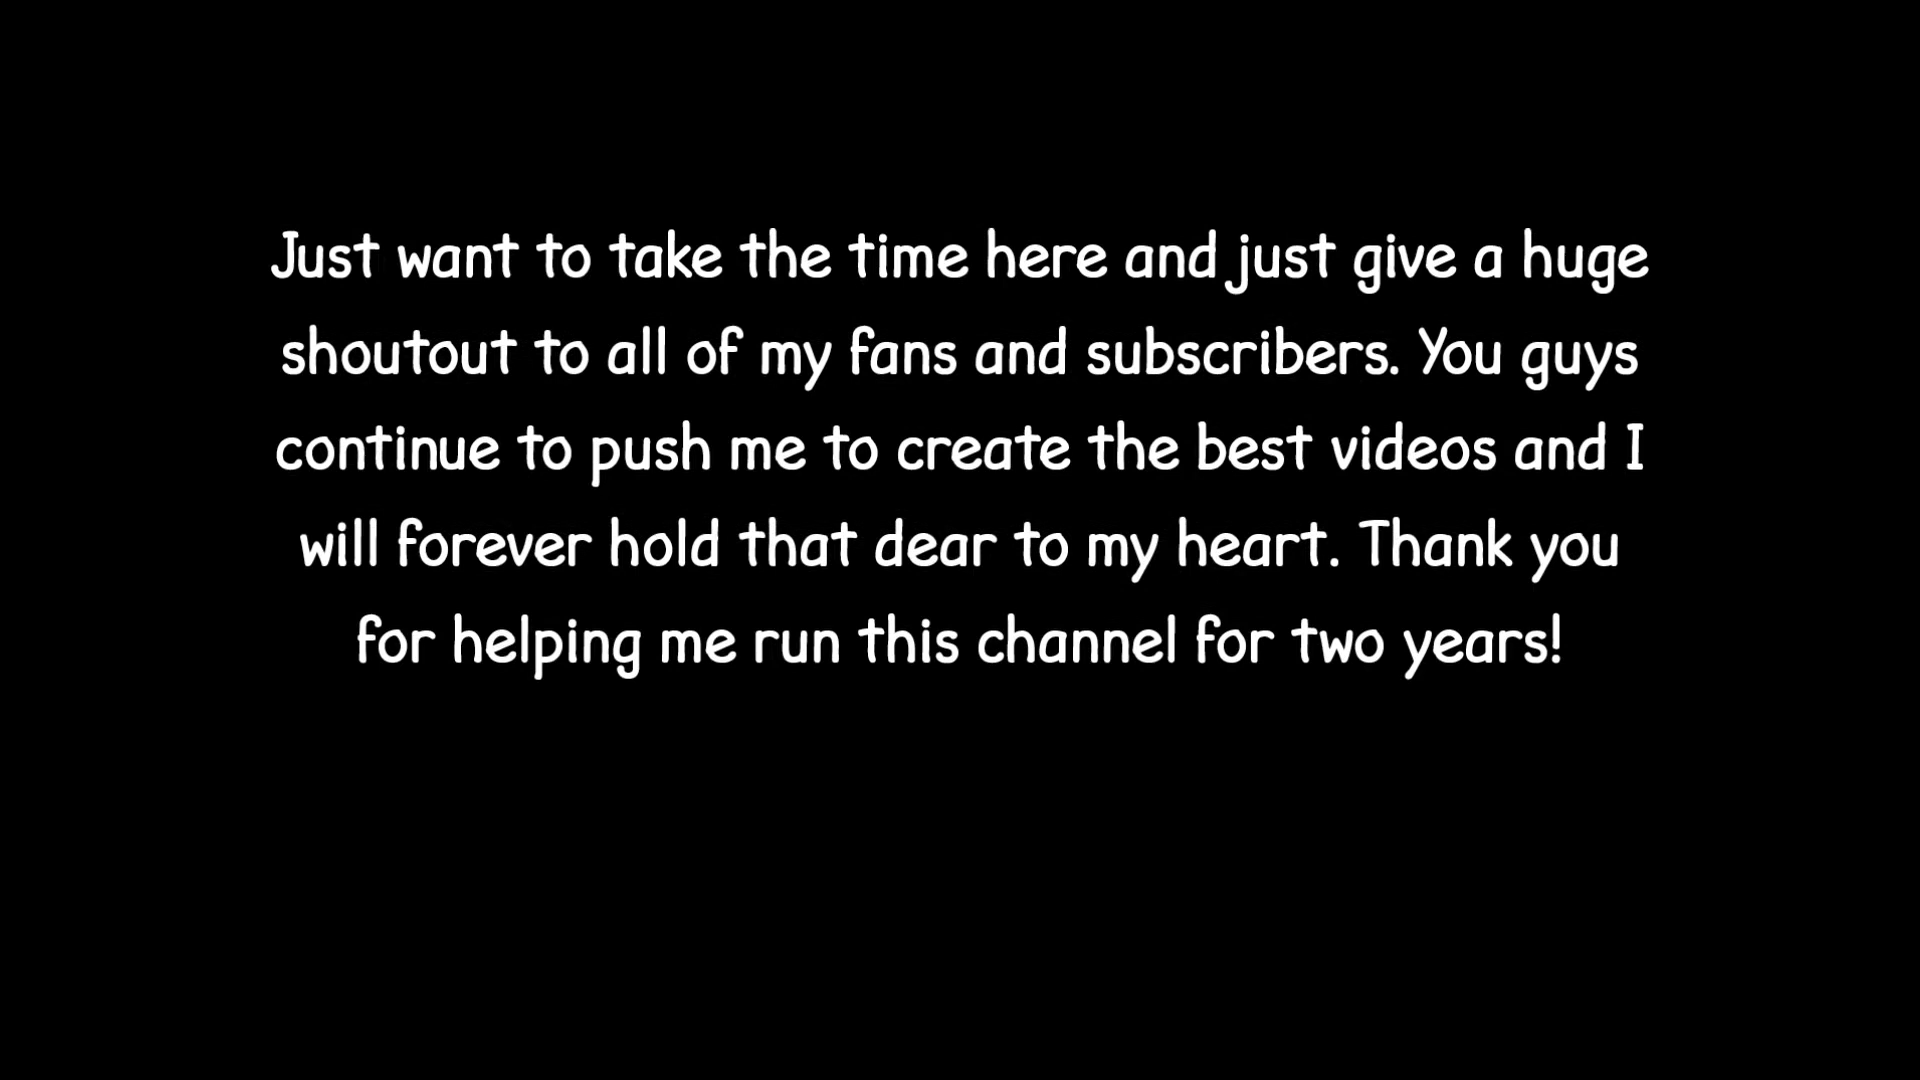 Just want to take the time here and just give a huge
shoutout to all of my fans and subscribers. You guys
continue to push me to create the best videos and I
will forever hold that dear to my heart. Thank you
for helping me run this channel for two years!